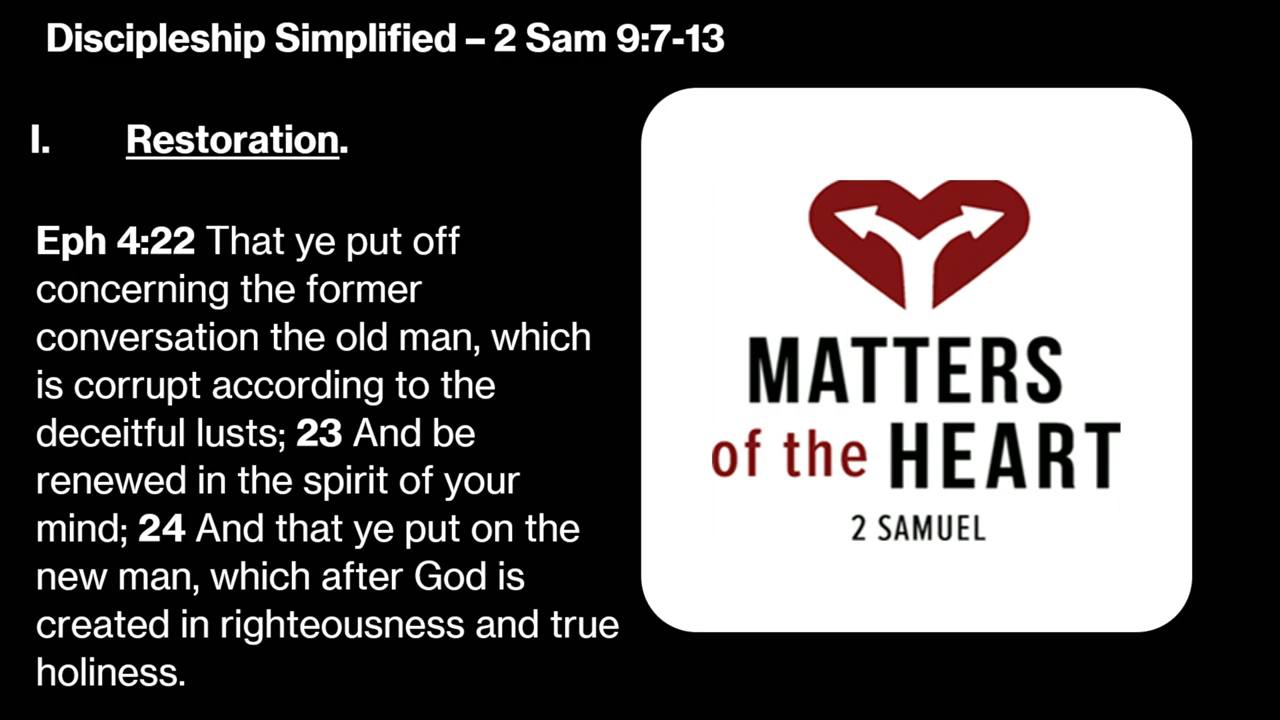 Discipleship Simplified – 2 Sam 9:7-13
I. Restoration.
Eph 4:22 That ye put off
concerning the former
conversation the old man, which
is corrupt according to the
deceitful lusts; 23 And be
renewed in the spirit of your
mind; 24 And that ye put on the
new man, which after God is
created in righteousness and true
holiness.
MATTERS
of the HEART
2 SAMUEL